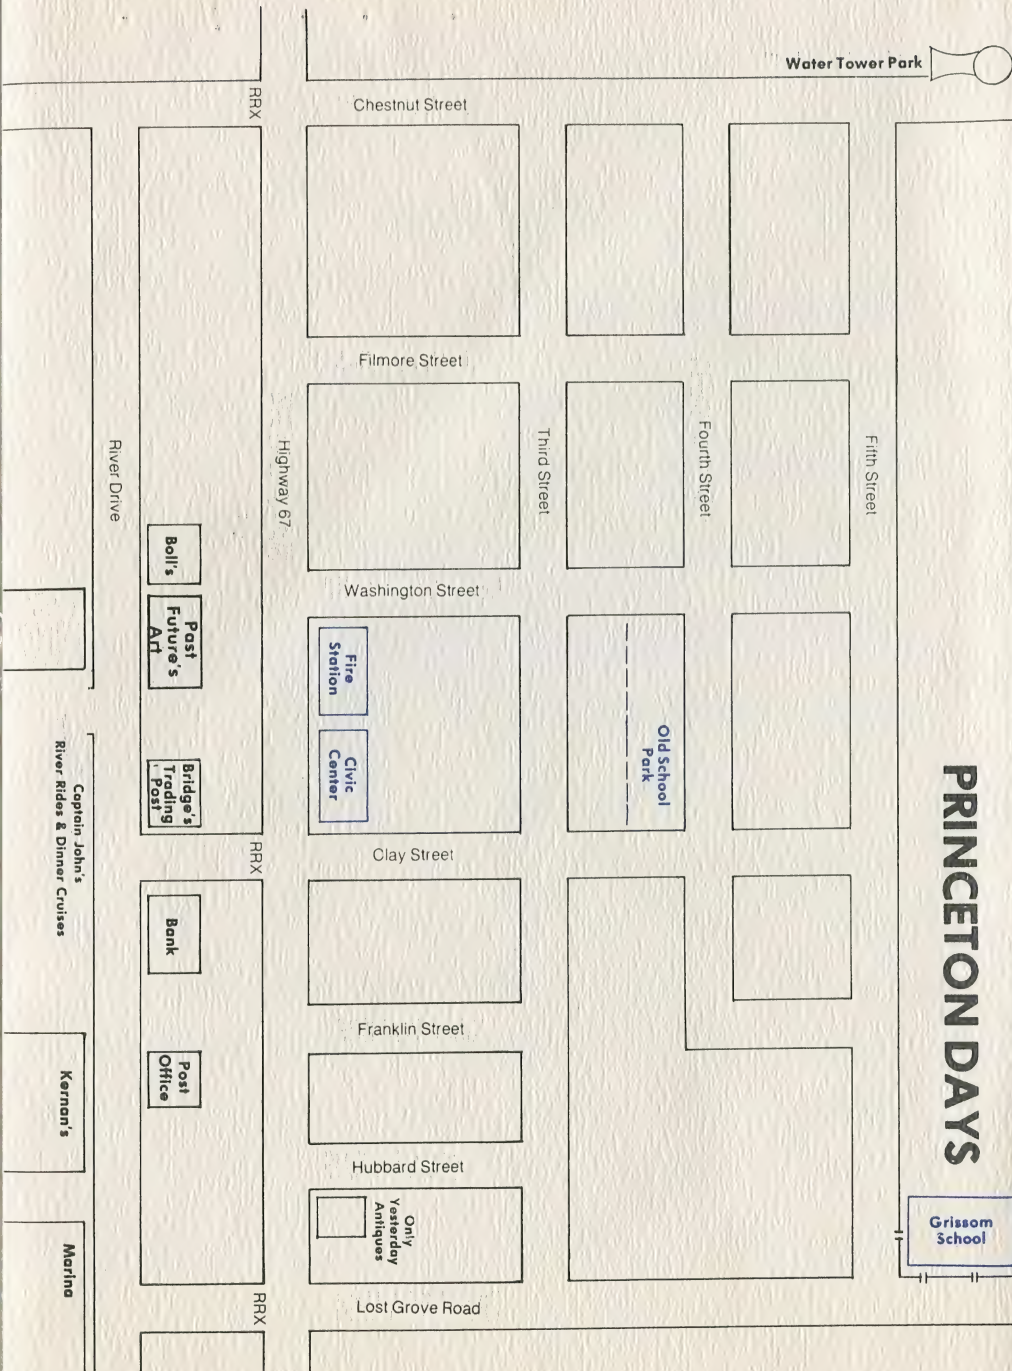 Water Tower Park
RRX
Chestnut Street
Filmore Street
River Drive
Highway 67
Third Street
Fourth Street
Fifth Street
Boll's
Past
Future's
Art
Washington Street
Fire
Station
Civic
Center
Old School
Park
Bridge's
Trading
Post
Captain John's
River Rides & Dinner Cruises
RRX
Clay Street
PRINCETON DAYS
Bank
Franklin Street
Post
Office
Kernan's
Hubbard Street
Only
Yesterday
Antiques
Grissom
School
Marina
RRX
Lost Grove Road